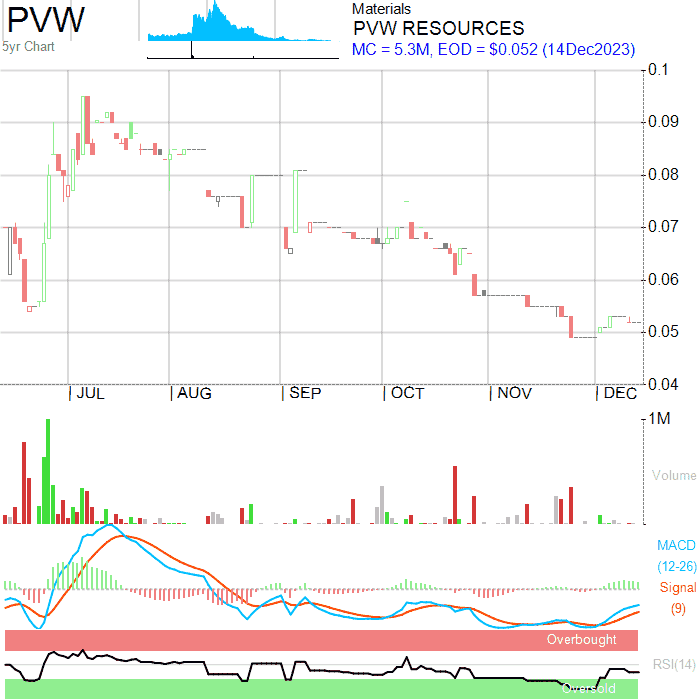 PVW
5yr Chart
Materials
PVW RESOURCES
MC = 5.3M, EOD = $0.052 (14Dec2023)
0.1
0.09
0.08
0.07
0.06
0.05
0.04
JUL AUG SEP OCT NOV DEC
1M
Volume
MACD
(12-26)
Signal
(9)
Overbought
RSI(14)
Oversold